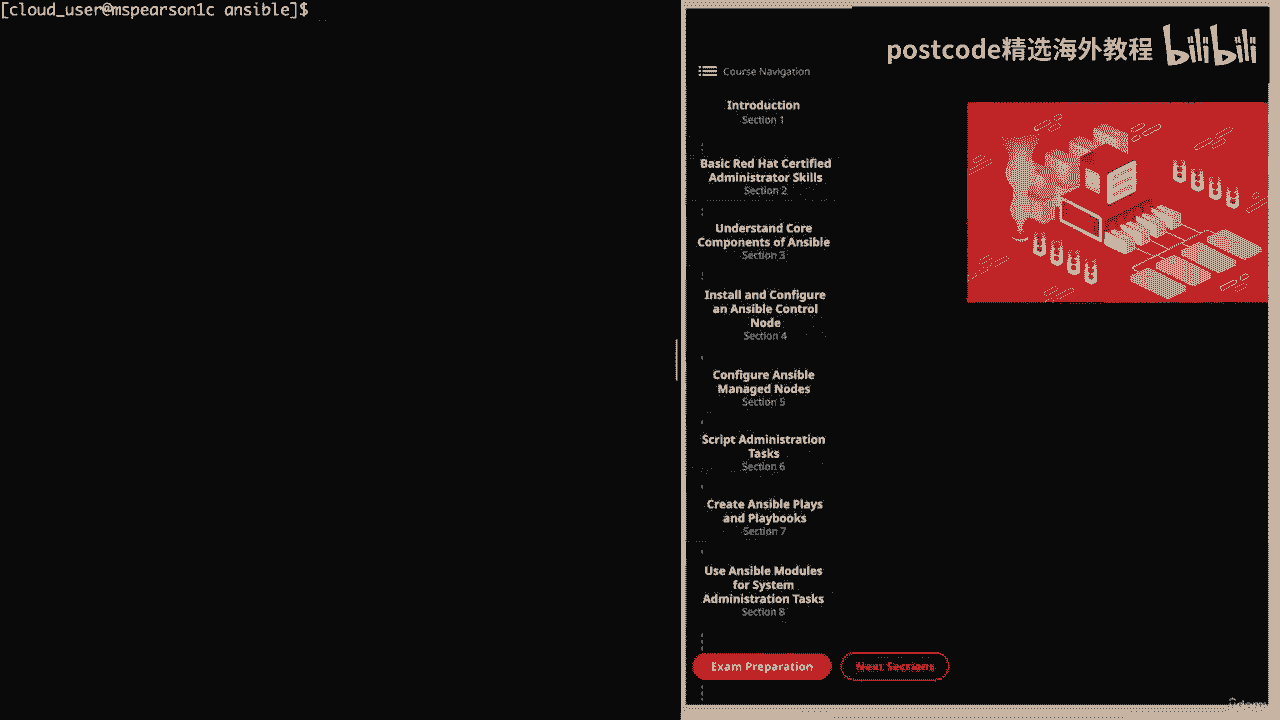 [cloud_user@mspearson1c ansible]$
postcode精选海外教程 bilibili
Course Navigation
Introduction
Section 1
Basic Red Hat Certified
Administrator Skills
Section 2
Understand Core
Components of Ansible
Section 3
Install and Configure
an Ansible Control
Node
Section 4
Configure Ansible
Managed Nodes
Section 5
Script Administration
Tasks
Section 6
Create Ansible Plays
and Playbooks
Section 7
Use Ansible Modules
for System
Administration Tasks
Section 8
Exam Preparation
Next Sections